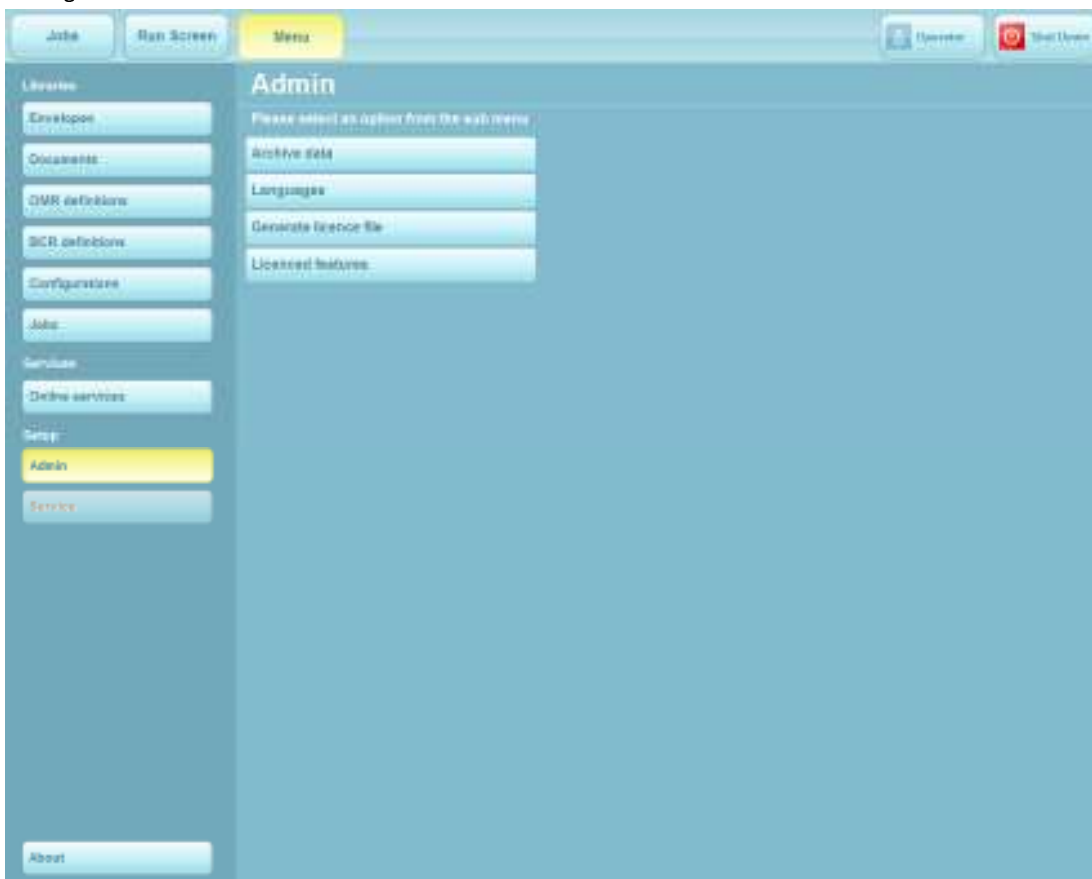 Jobs
Run Screen
Menu
Operator
Shut Down
Libraries
Envelopes
Documents
OMR definitions
BCR definitions
Configurations
Jobs
Services
Online services
Setup
Admin
Service
About
Admin
Please select an option from the sub menu
Archive data
Languages
Generate licence file
Licenced features